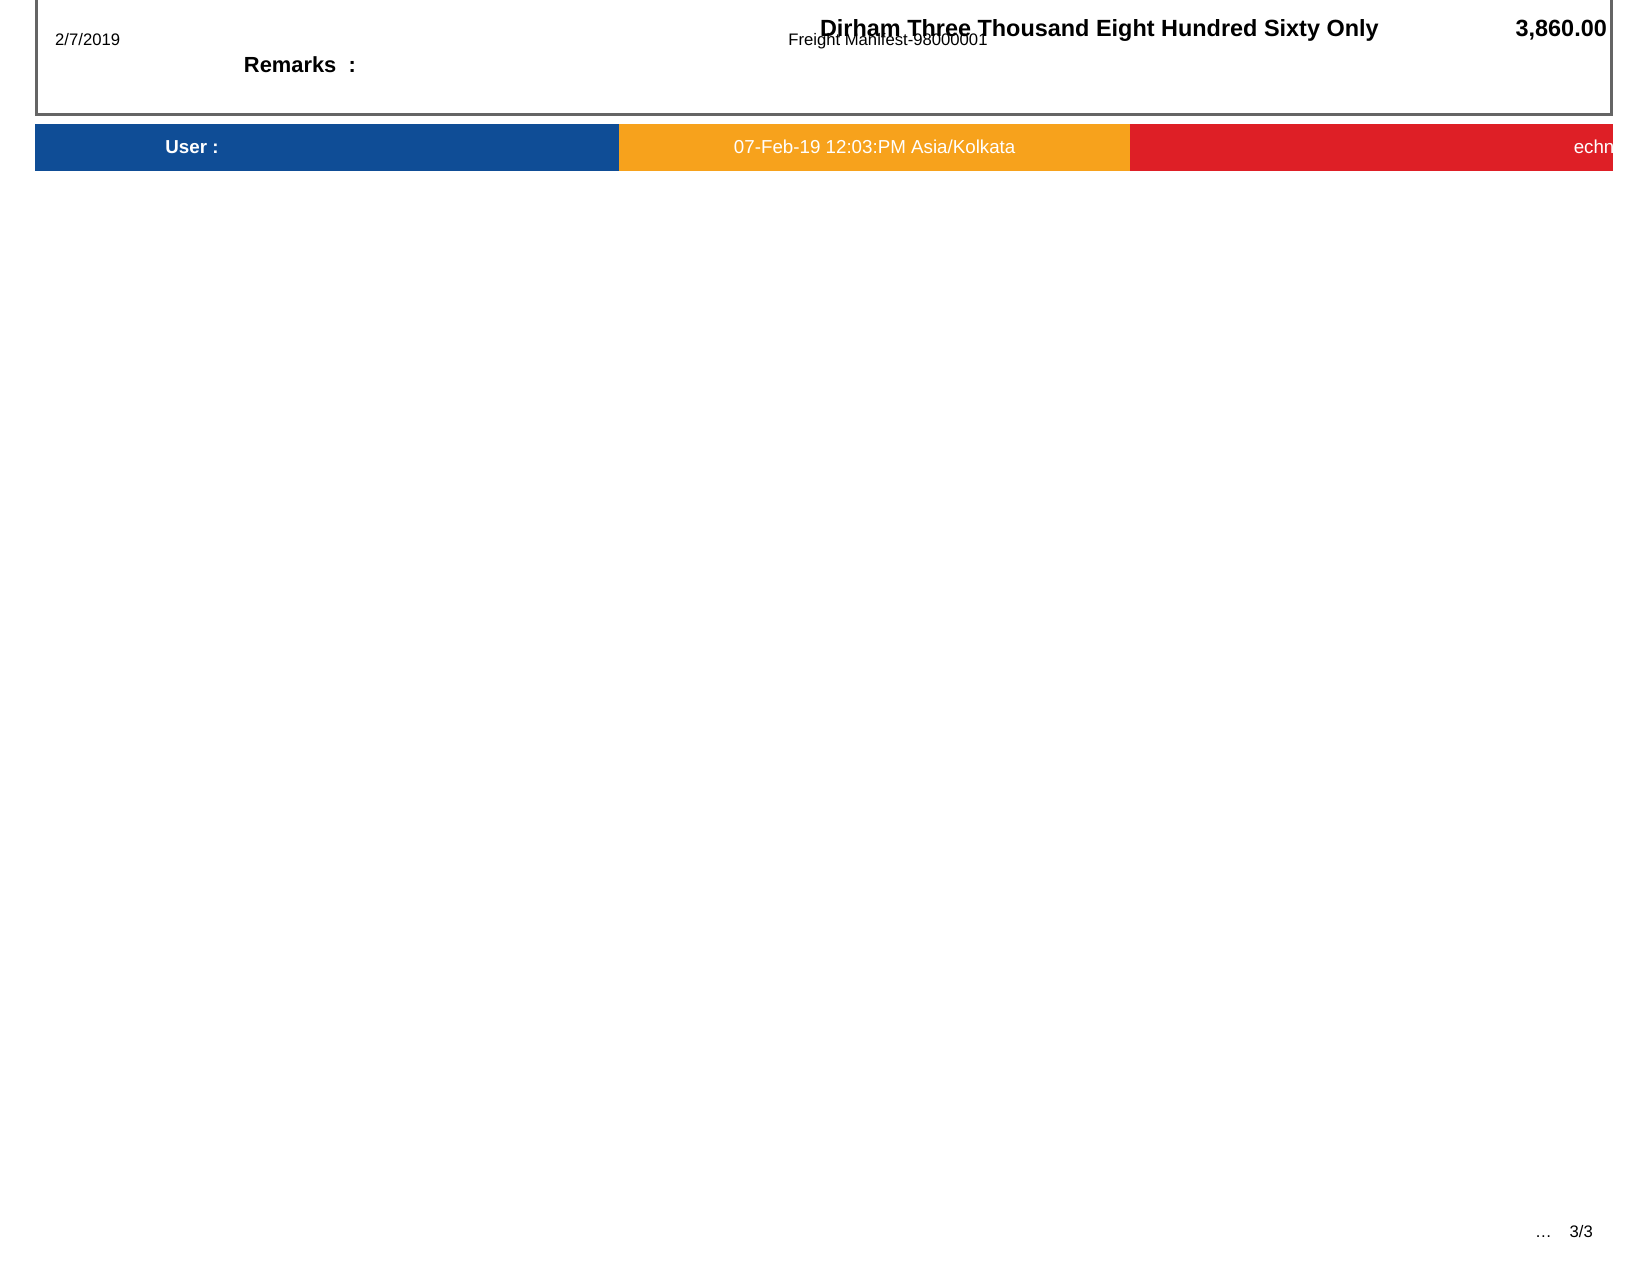 Dirham Three Thousand Eight Hundred Sixty Only 3,860.00
2/7/2019 Freight Manifest-98000001
Remarks :
User : 07-Feb-19 12:03:PM Asia/Kolkata echn
… 3/3